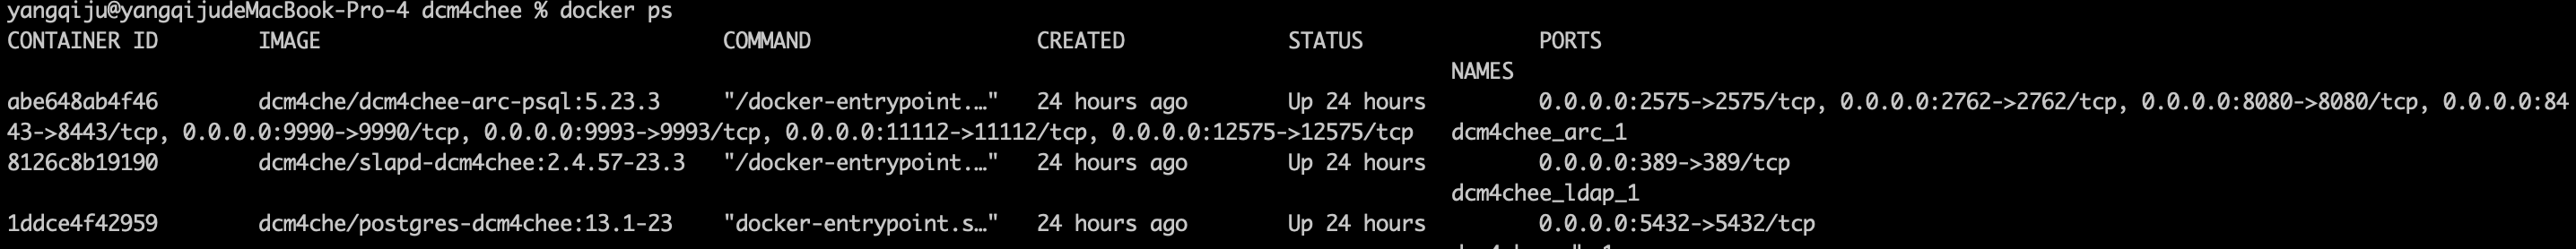 yangqiju@yangqijudeMacBook-Pro-4 dcm4chee % docker ps
CONTAINER ID IMAGE COMMAND CREATED STATUS PORTS
NAMES
abe648ab4f46 dcm4che/dcm4chee-arc-psql:5.23.3 "/docker-entrypoint.…" 24 hours ago Up 24 hours 0.0.0.0:2575->2575/tcp, 0.0.0.0:2762->2762/tcp, 0.0.0.0:8080->8080/tcp, 0.0.0.0:84
43->8443/tcp, 0.0.0.0:9990->9990/tcp, 0.0.0.0:9993->9993/tcp, 0.0.0.0:11112->11112/tcp, 0.0.0.0:12575->12575/tcp dcm4chee_arc_1
8126c8b19190 dcm4che/slapd-dcm4chee:2.4.57-23.3 "/docker-entrypoint.…" 24 hours ago Up 24 hours 0.0.0.0:389->389/tcp
dcm4chee_ldap_1
1ddce4f42959 dcm4che/postgres-dcm4chee:13.1-23 "docker-entrypoint.s…" 24 hours ago Up 24 hours 0.0.0.0:5432->5432/tcp